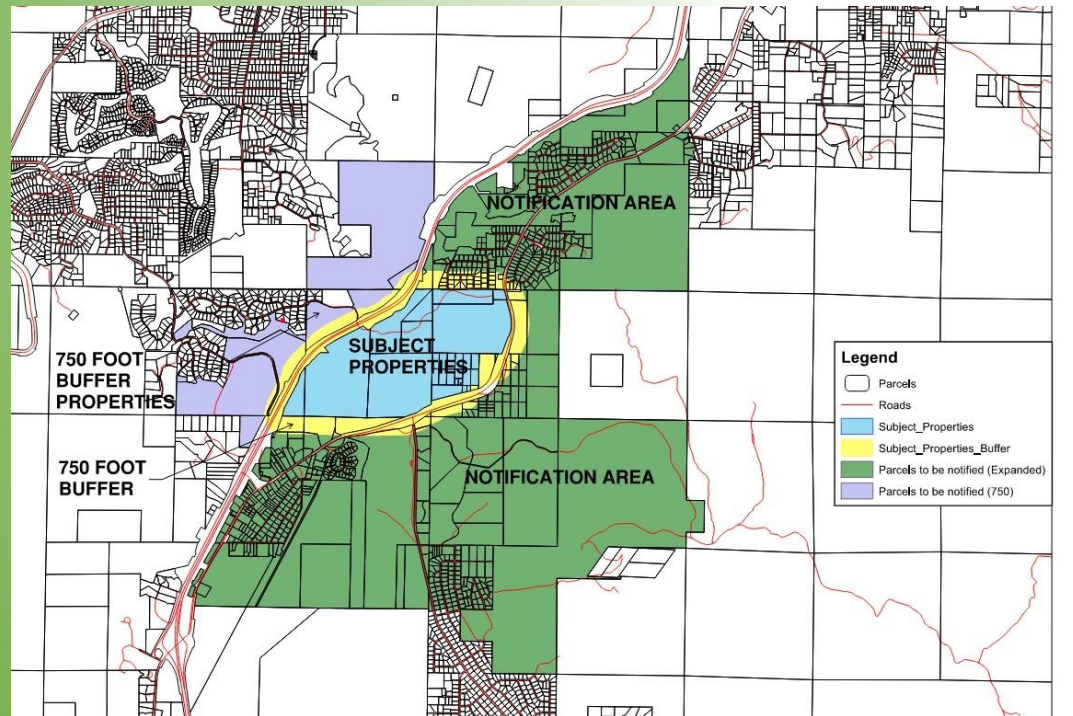 NOTIFICATION AREA
SUBJECT
PROPERTIES
750 FOOT
BUFFER
PROPERTIES
750 FOOT
BUFFER
NOTIFICATION AREA
Legend
Parcels
Roads
Subject_Properties
Subject_Properties_Buffer
Parcels to be notified (Expanded)
Parcels to be notified (750)